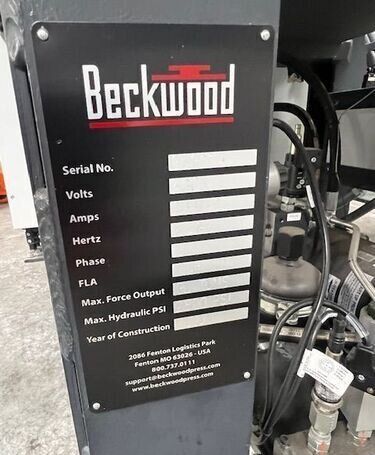 Beckwood
Serial No.
Volts
Amps
Hertz
Phase
FLA
Max. Force Output
Max. Hydraulic PSI
Year of Construction
2086 Fenton Logistics Park
Fenton MO 63026 - USA
800.737.0111
support@beckwoodpress.com
www.beckwoodpress.com